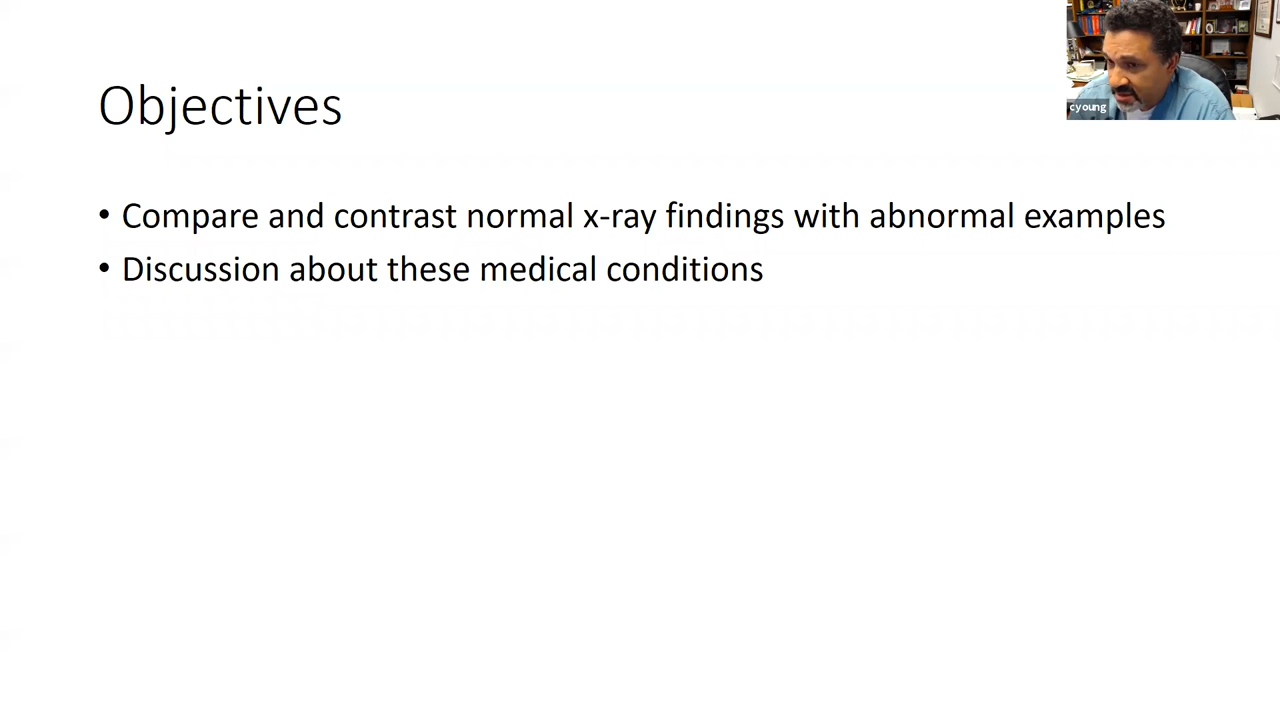 Objectives
• Compare and contrast normal x-ray findings with abnormal examples
• Discussion about these medical conditions
cyoung